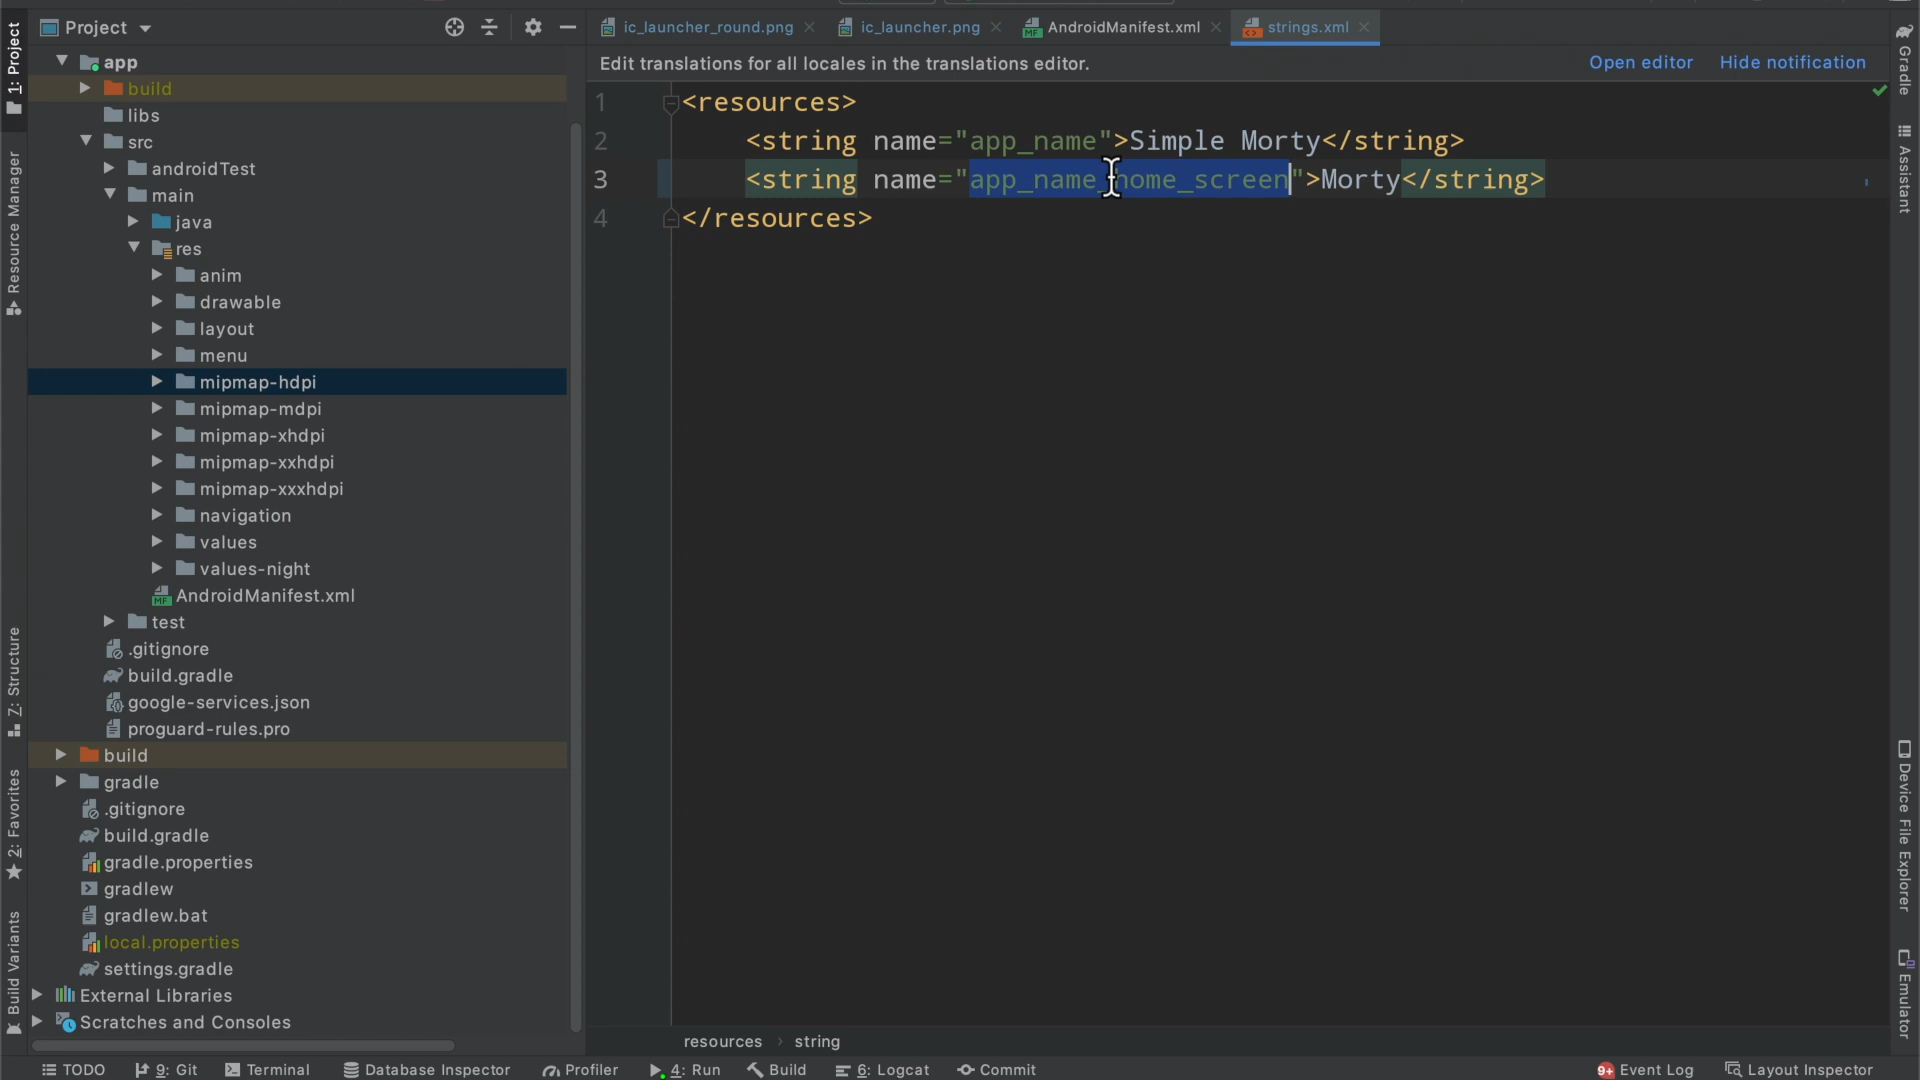 Project
ic_launcher_round.png
ic_launcher.png
AndroidManifest.xml
strings.xml
Edit translations for all locales in the translations editor.
Open editor
Hide notification
1: Project
Resource Manager
Z: Structure
2: Favorites
Build Variants
app
build
libs
src
androidTest
main
java
res
anim
drawable
layout
menu
mipmap-hdpi
mipmap-mdpi
mipmap-xhdpi
mipmap-xxhdpi
mipmap-xxxhdpi
navigation
values
values-night
AndroidManifest.xml
test
.gitignore
build.gradle
google-services.json
proguard-rules.pro
build
gradle
.gitignore
build.gradle
gradle.properties
gradlew
gradlew.bat
local.properties
settings.gradle
External Libraries
Scratches and Consoles
1 <resources>
2 <string name="app_name">Simple Morty</string>
3 <string name="app_name_home_screen">Morty</string>
4 </resources>
resources › string
Gradle
Assistant
Device File Explorer
Emulator
TODO
9: Git
Terminal
Database Inspector
Profiler
4: Run
Build
6: Logcat
Commit
9+ Event Log
Layout Inspector